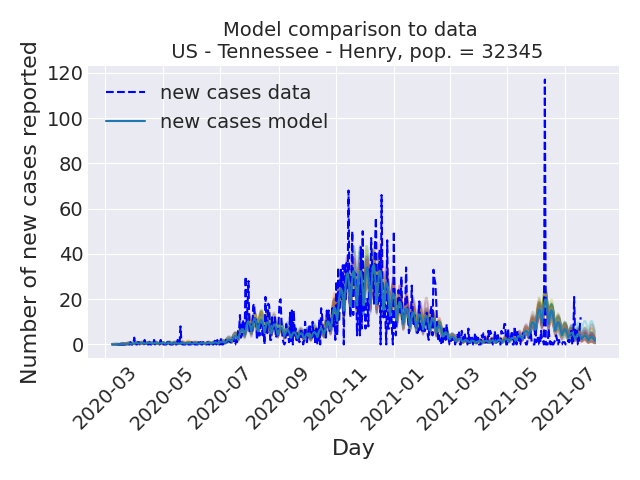 Model comparison to data
US - Tennessee - Henry, pop. = 32345
Number of new cases reported
120
100
80
60
40
20
0
new cases data
new cases model
2020-03
2020-05
2020-07
2020-09
2020-11
2021-01
2021-03
2021-05
2021-07
Day